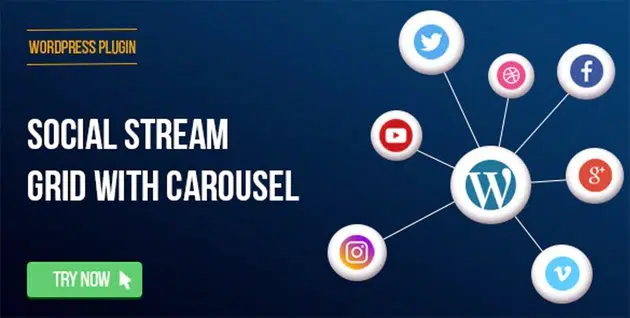 WORDPRESS PLUGIN
SOCIAL STREAM
GRID WITH CAROUSEL
TRY NOW